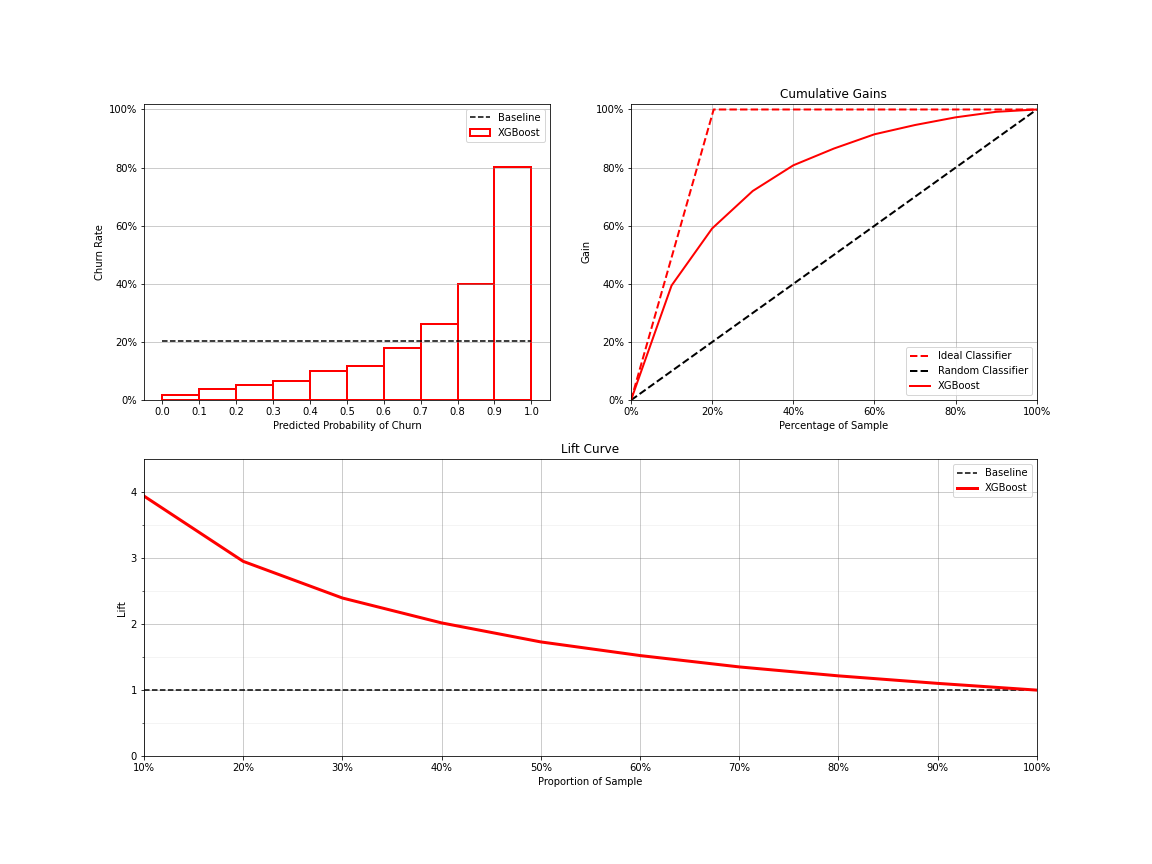 100%
80%
60%
40%
20%
0%
Churn Rate
Baseline
XGBoost
0.0 0.1 0.2 0.3 0.4 0.5 0.6 0.7 0.8 0.9 1.0
Predicted Probability of Churn
Cumulative Gains
100%
80%
60%
40%
20%
0%
Gain
Ideal Classifier
Random Classifier
XGBoost
0% 20% 40% 60% 80% 100%
Percentage of Sample
Lift Curve
4
3
2
1
0
Lift
Baseline
XGBoost
10% 20% 30% 40% 50% 60% 70% 80% 90% 100%
Proportion of Sample